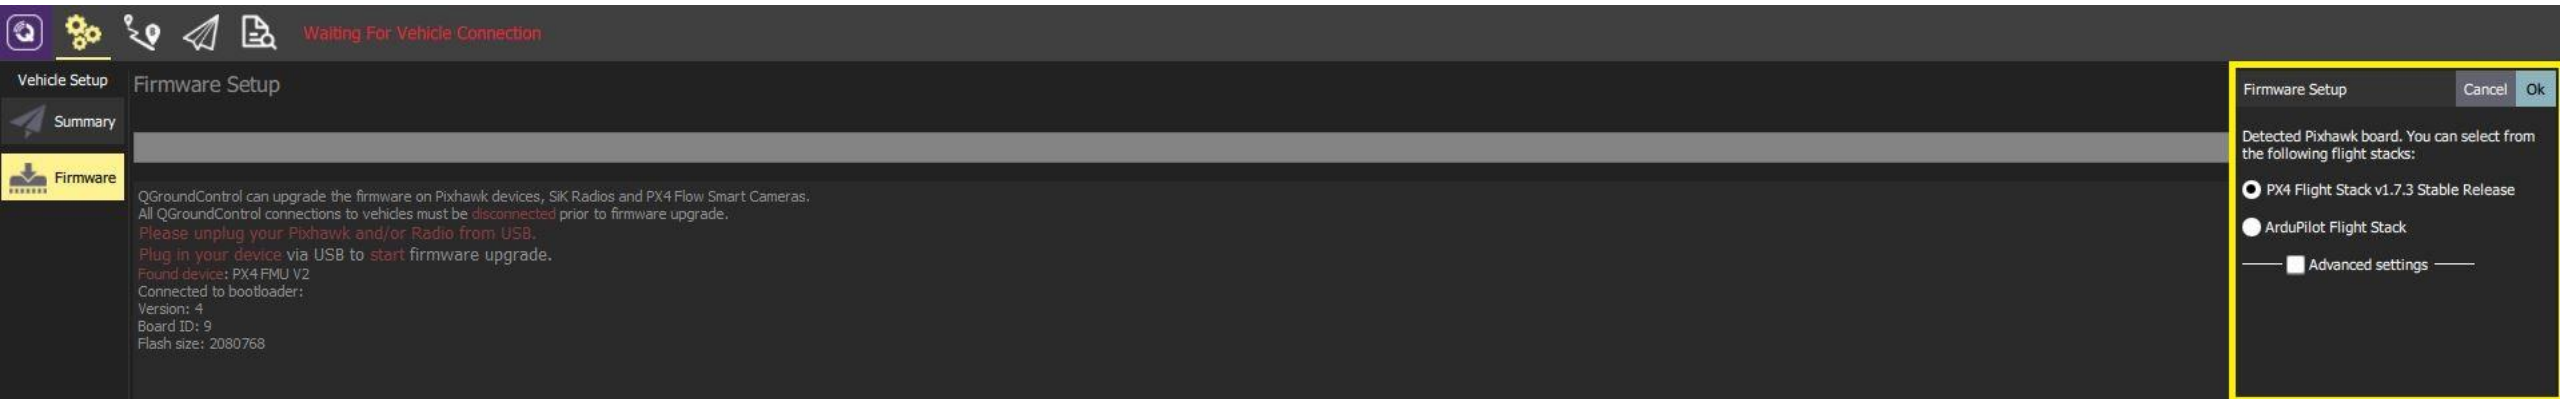 Waiting For Vehicle Connection
Vehicle Setup
Summary
Firmware
Firmware Setup
QGroundControl can upgrade the firmware on Pixhawk devices, SiK Radios and PX4 Flow Smart Cameras.
All QGroundControl connections to vehicles must be disconnected prior to firmware upgrade.
Please unplug your Pixhawk and/or Radio from USB.
Plug in your device via USB to start firmware upgrade.
Found device: PX4 FMU V2
Connected to bootloader:
Version: 4
Board ID: 9
Flash size: 2080768
Firmware Setup
Cancel
Ok
Detected Pixhawk board. You can select from
the following flight stacks:
PX4 Flight Stack v1.7.3 Stable Release
ArduPilot Flight Stack
Advanced settings